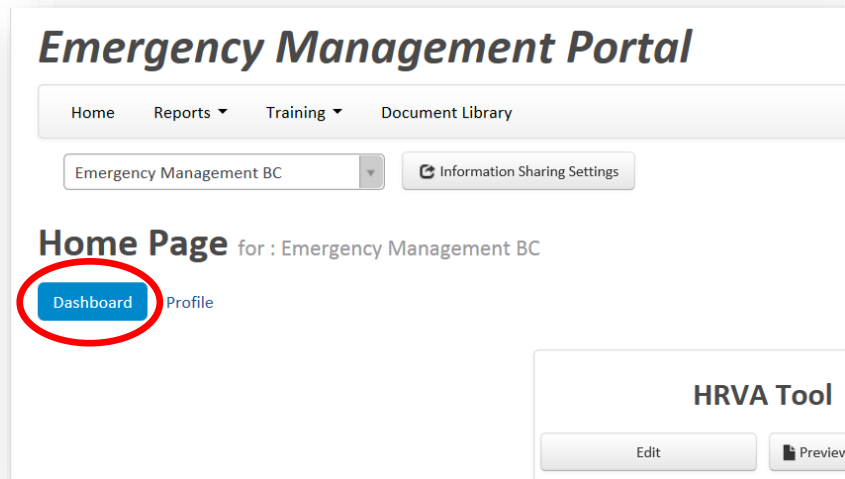 Emergency Management Portal
Home Reports Training Document Library
Emergency Management BC Information Sharing Settings
Home Page for : Emergency Management BC
Dashboard Profile
HRVA Tool
Edit Preview